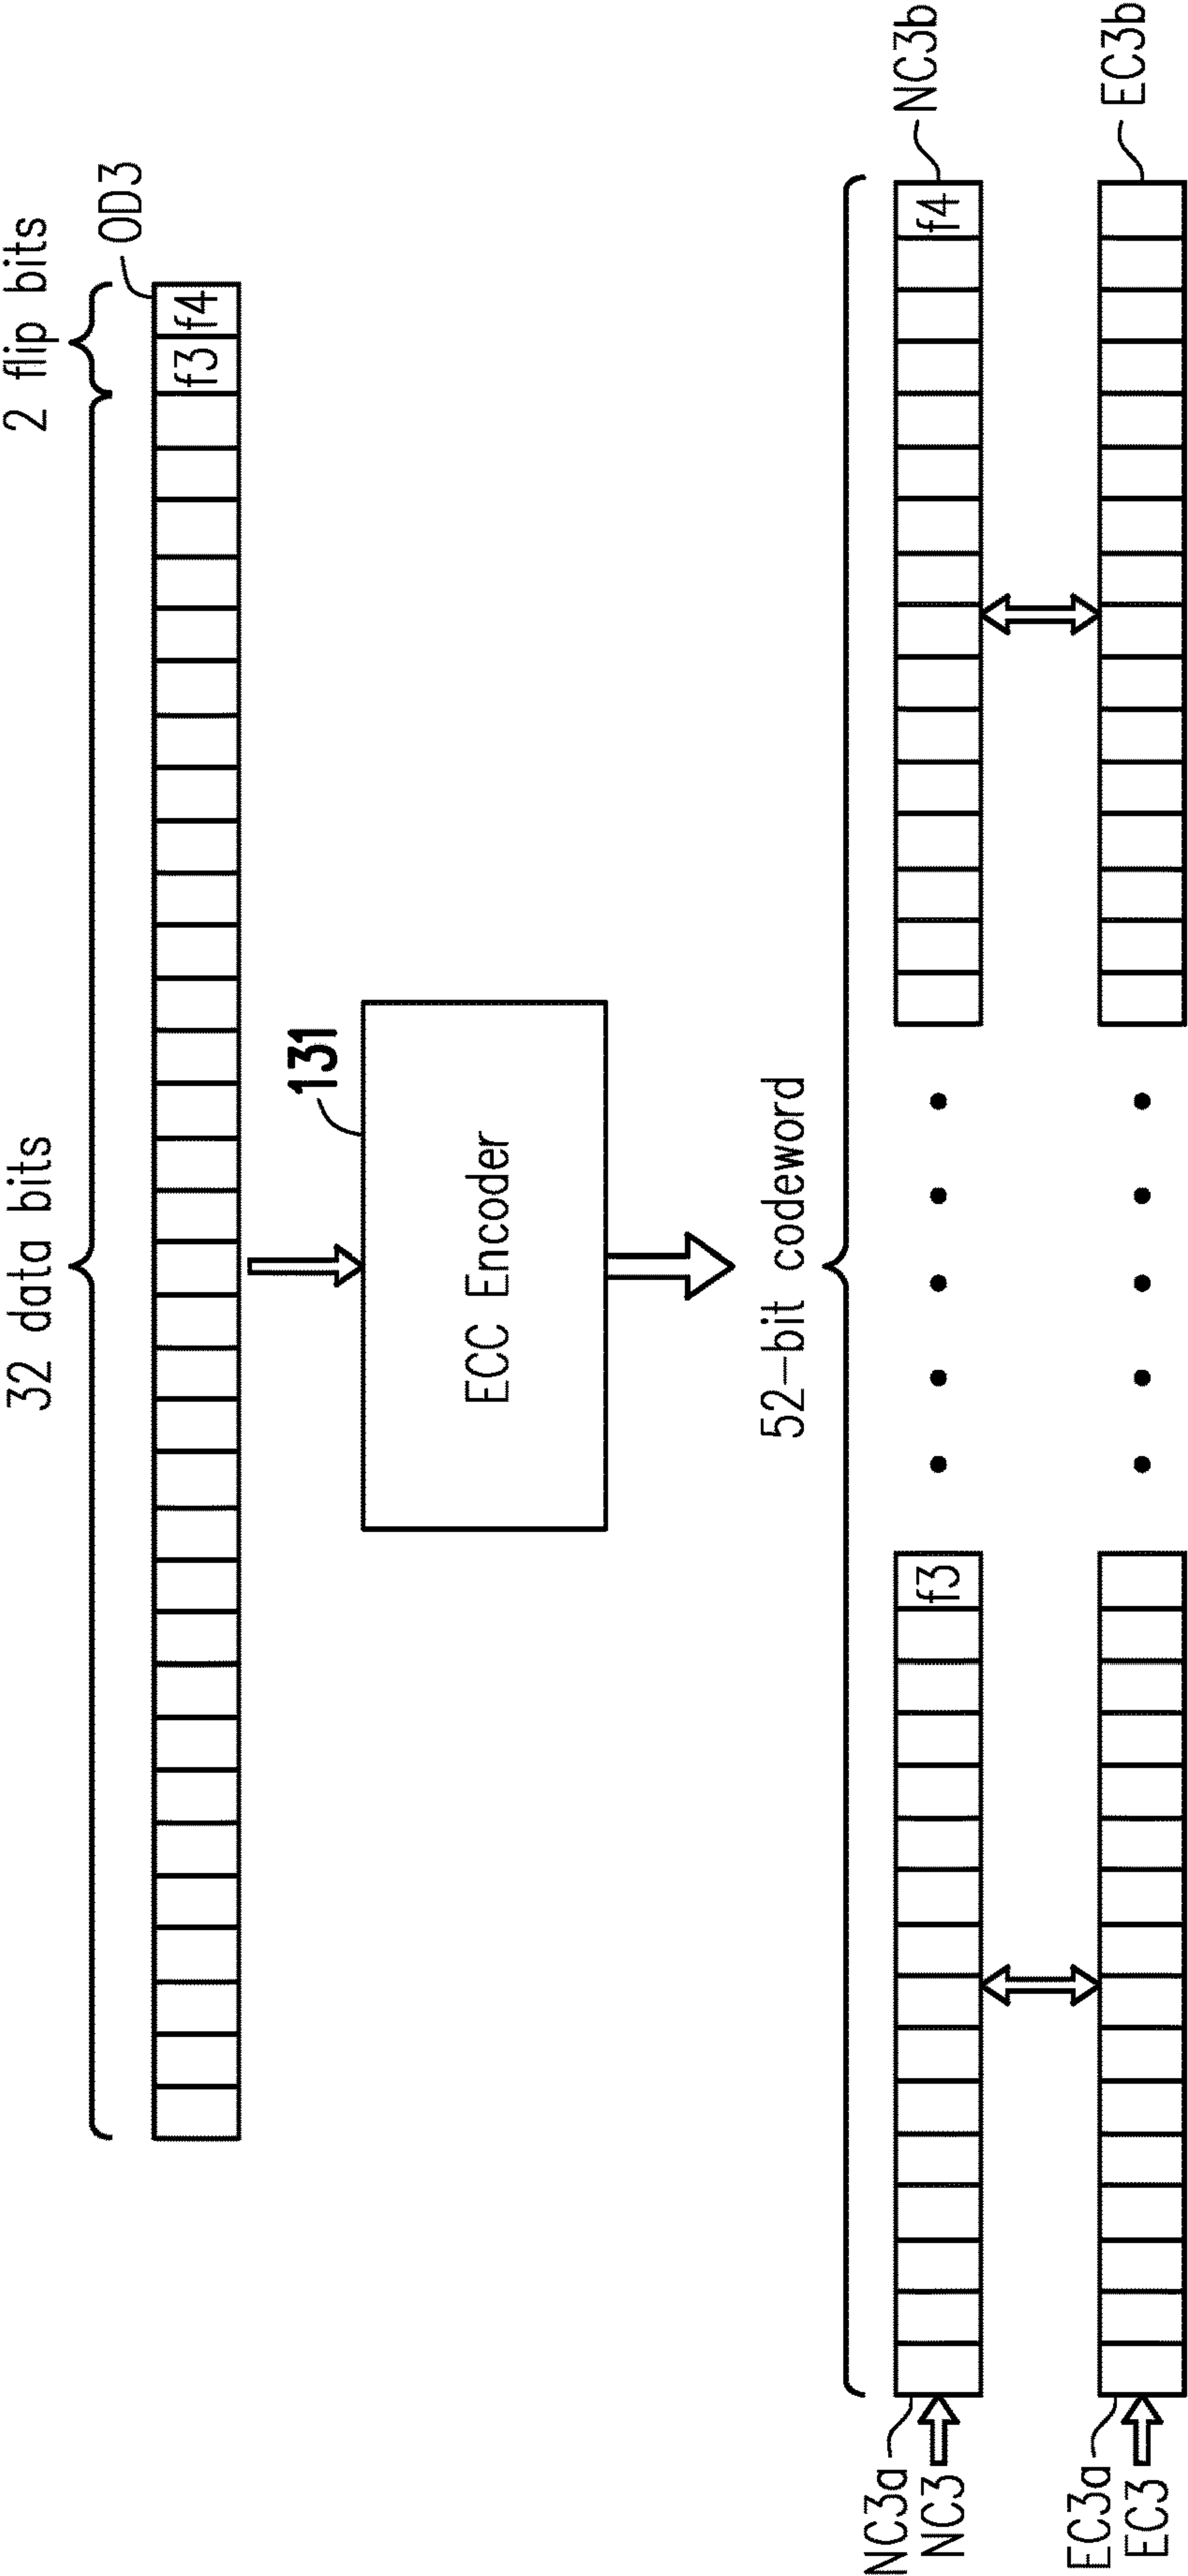 32 data bits
2 flip bits
f3 f4
OD3
131
ECC Encoder
52-bit codeword
NC3a
NC3
f3
f4
NC3b
EC3a
EC3
EC3b